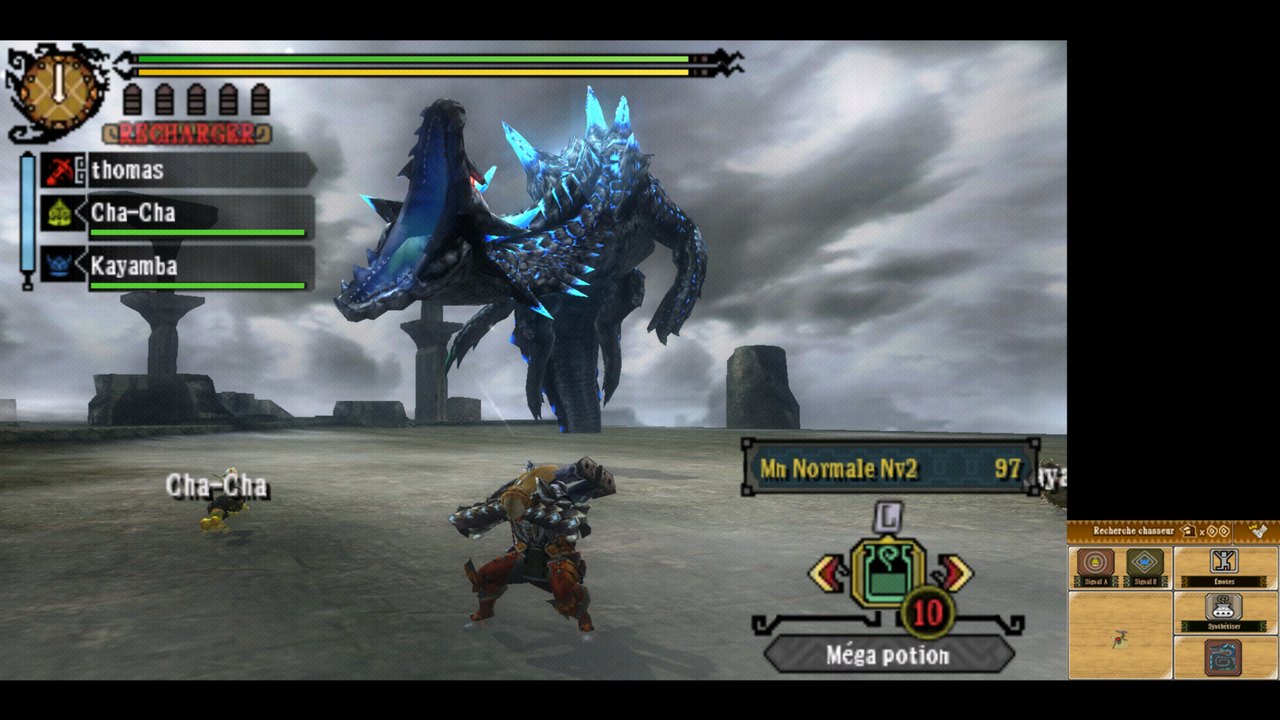 RECHARGER
thomas
Cha-Cha
Kayamba
Cha-Cha
Mn Normale Nv2 97
L
10
Méga potion
Recherche chasseur x
Signal A
Signal B
Emotes
Synthétiser